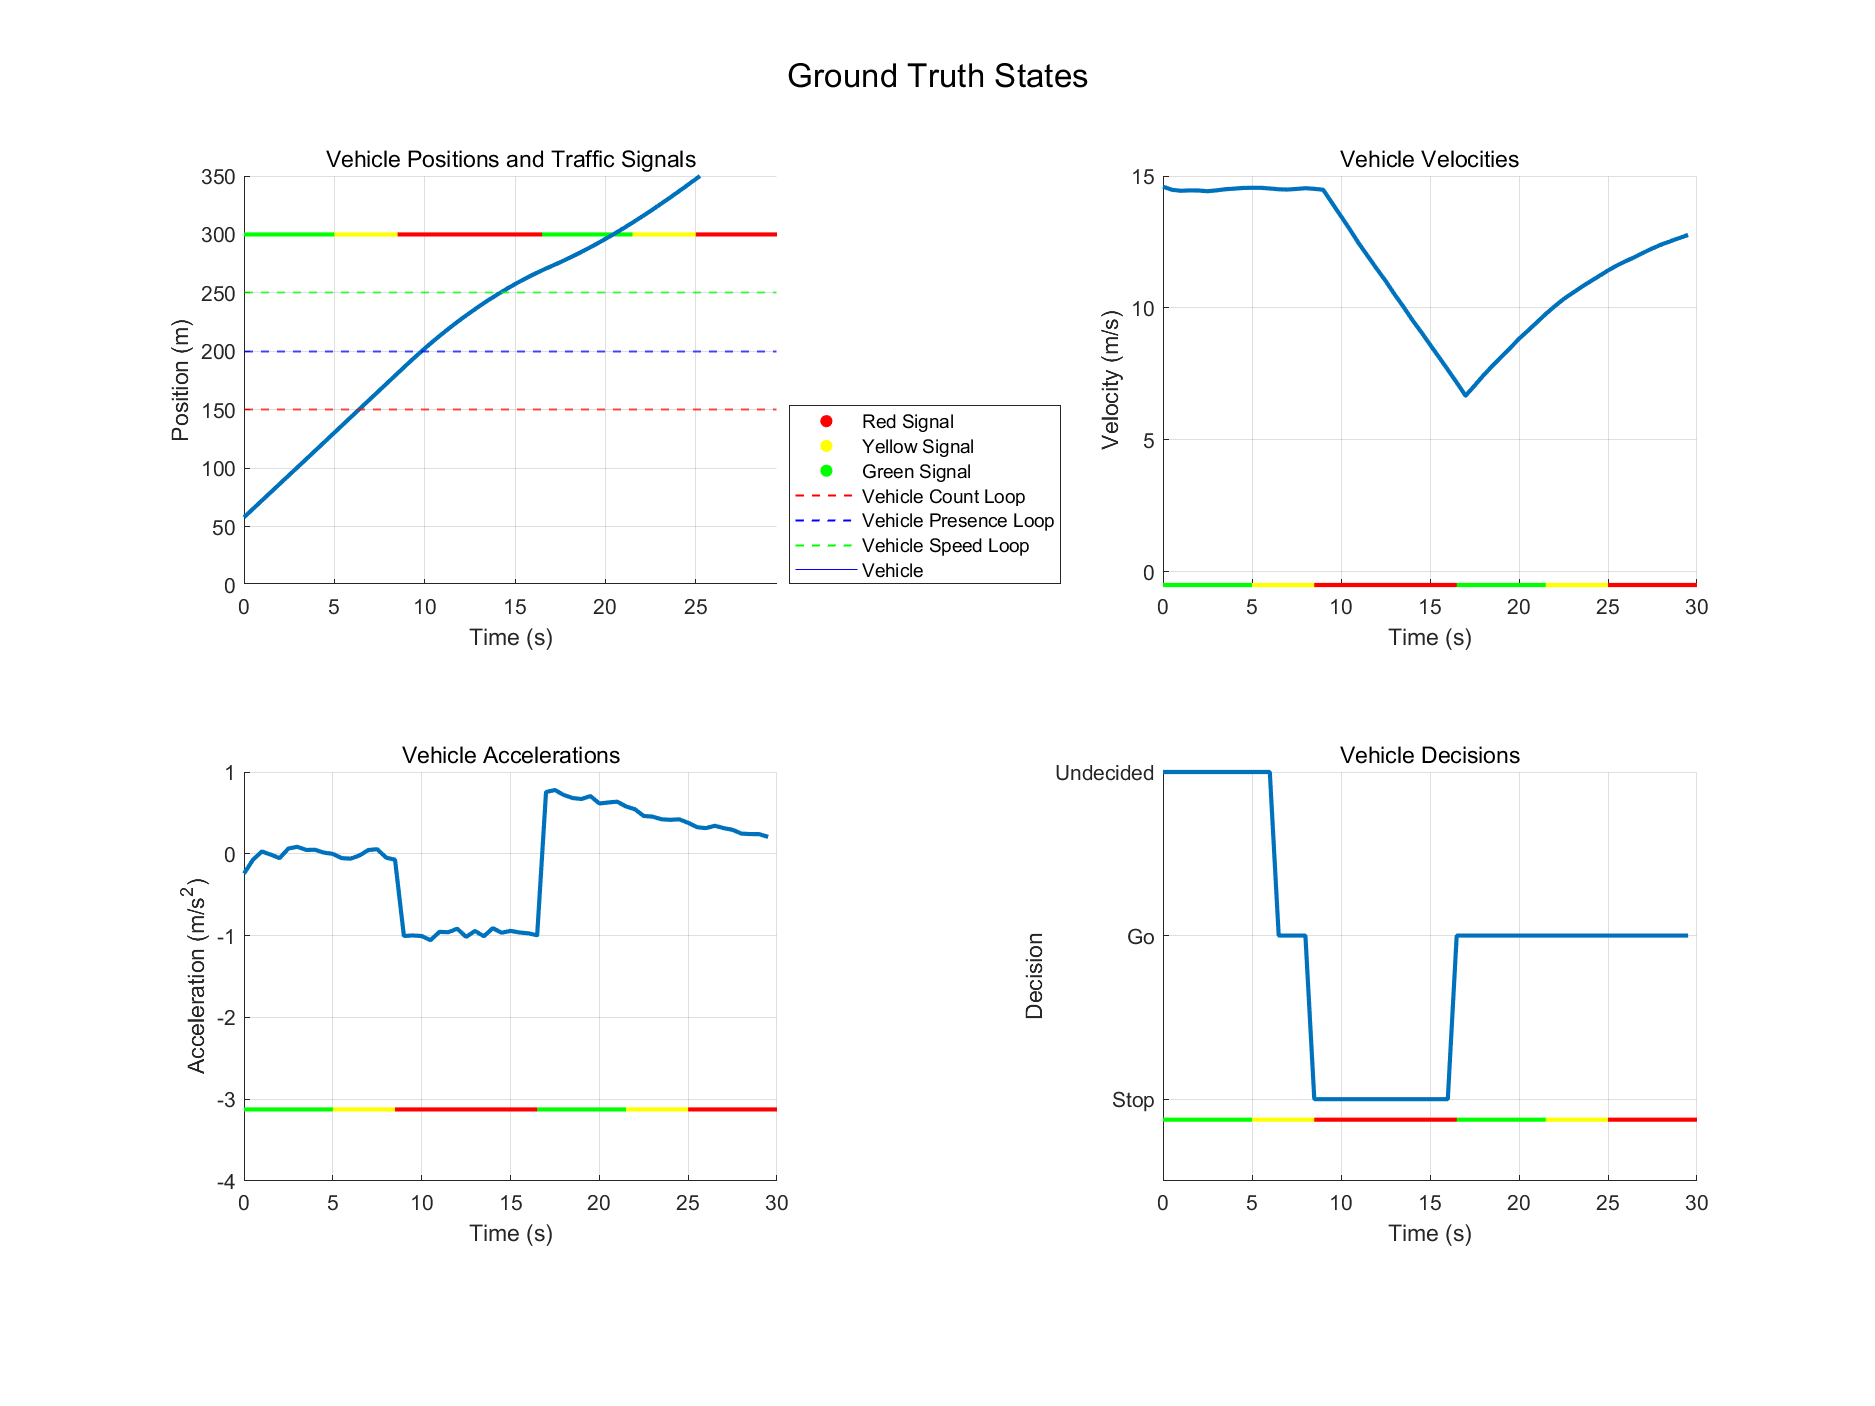 Ground Truth States
Vehicle Positions and Traffic Signals
350
300
250
200
150
100
50
0
0 5 10 15 20 25
Position (m)
Time (s)
Red Signal
Yellow Signal
Green Signal
Vehicle Count Loop
Vehicle Presence Loop
Vehicle Speed Loop
Vehicle
Vehicle Velocities
15
10
5
0
0 5 10 15 20 25 30
Velocity (m/s)
Time (s)
Vehicle Accelerations
1
0
-1
-2
-3
-4
0 5 10 15 20 25 30
Acceleration (m/s²)
Time (s)
Vehicle Decisions
Undecided
Go
Stop
0 5 10 15 20 25 30
Decision
Time (s)